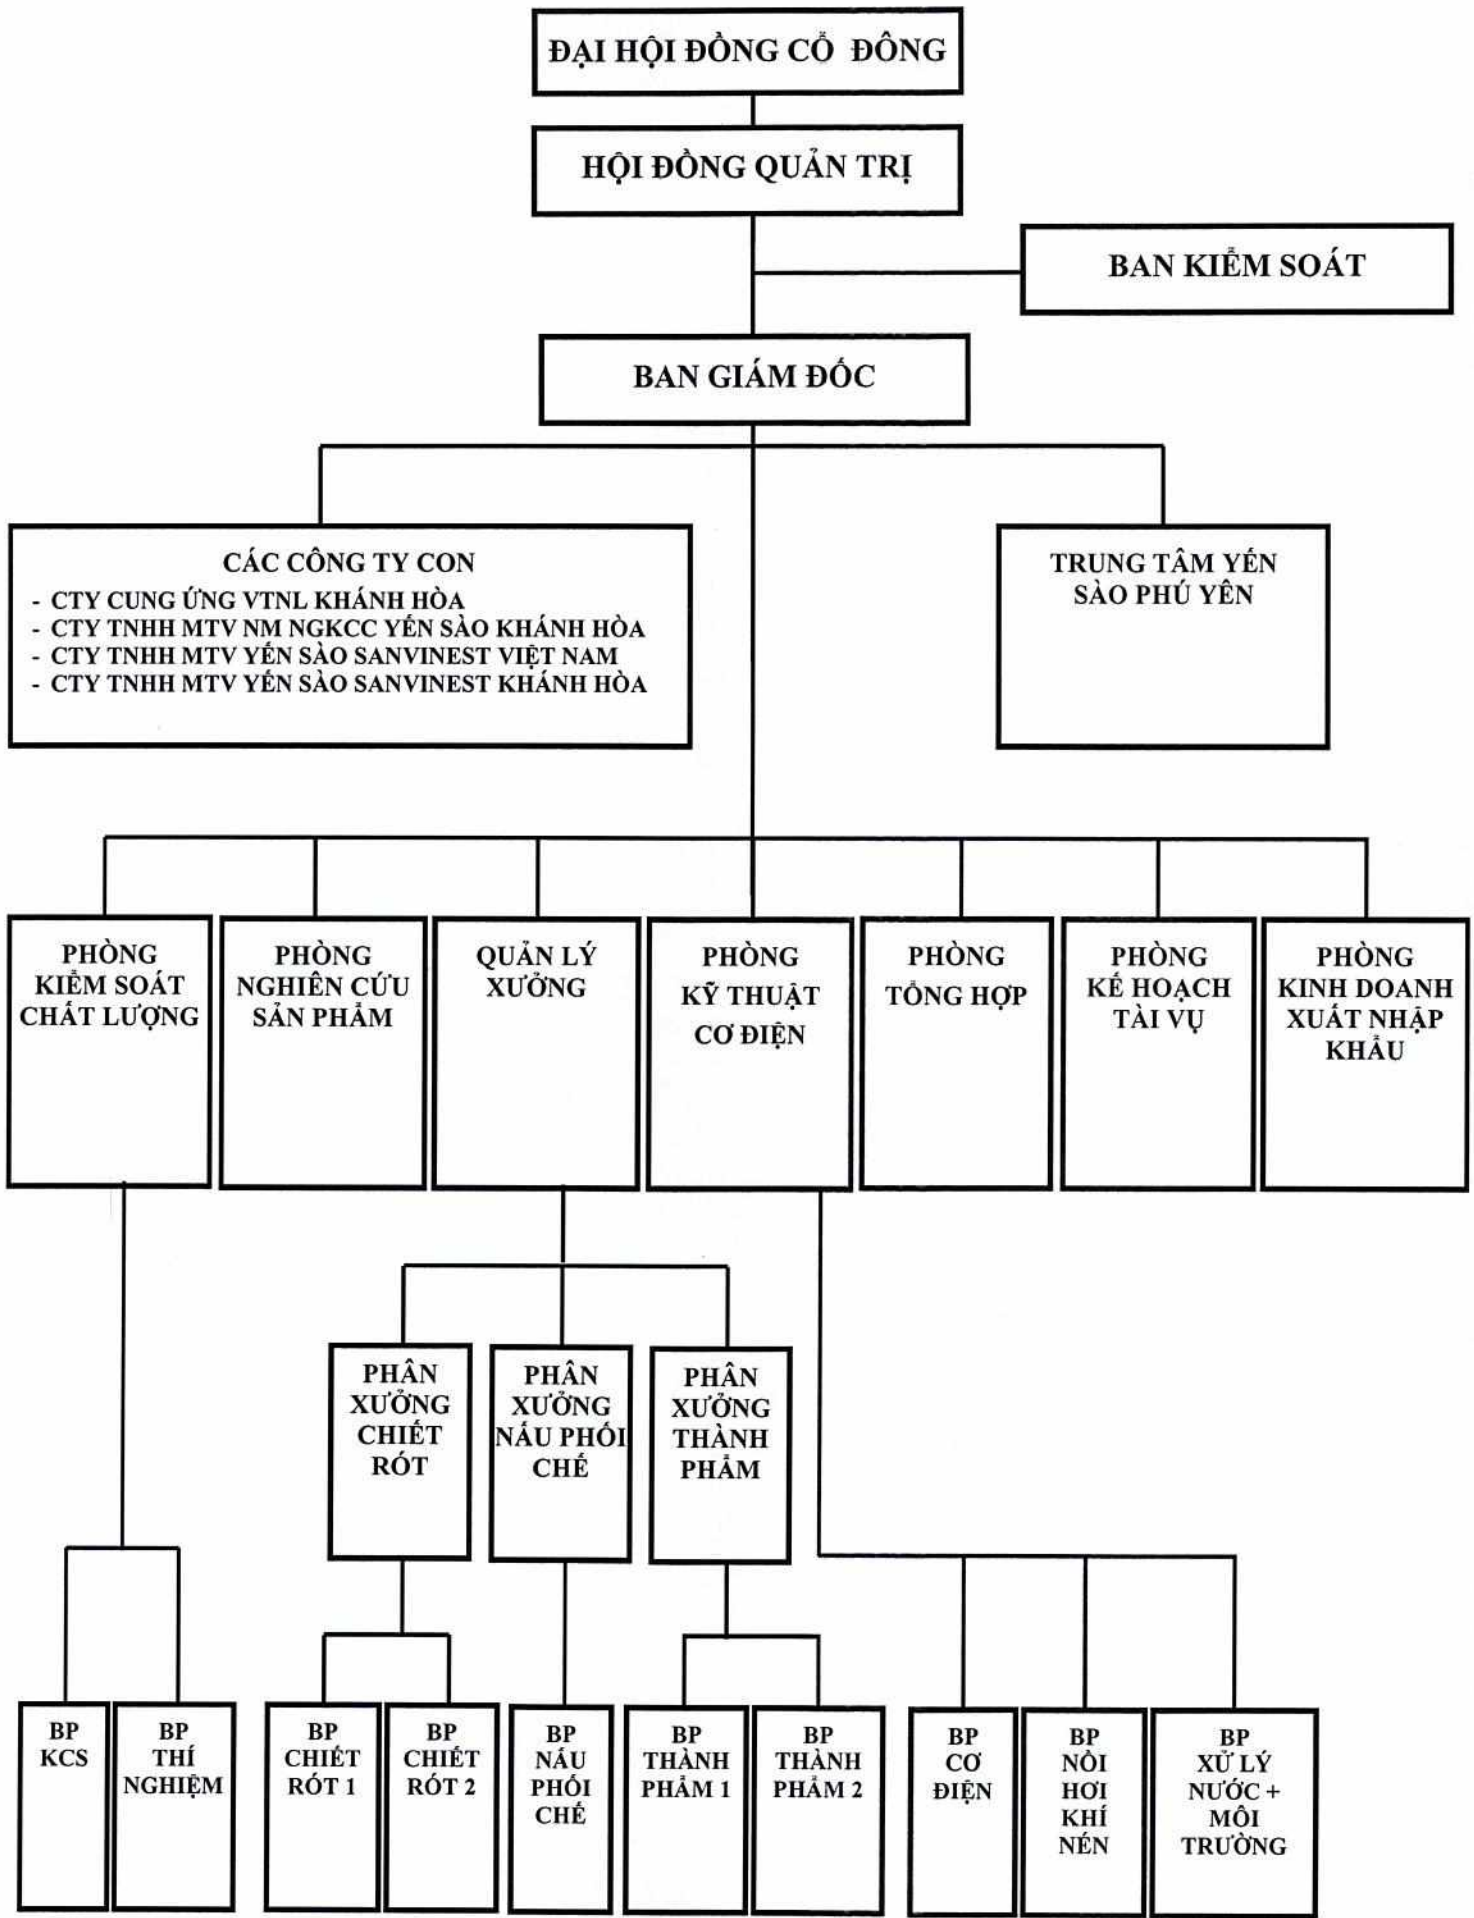 ĐẠI HỘI ĐỒNG CỔ ĐÔNG
HỘI ĐỒNG QUẢN TRỊ
BAN KIỂM SOÁT
BAN GIÁM ĐỐC
CÁC CÔNG TY CON
- CTY CUNG ỨNG VTNL KHÁNH HÒA
- CTY TNHH MTV NM NGKCC YẾN SÀO KHÁNH HÒA
- CTY TNHH MTV YẾN SÀO SANVINEST VIỆT NAM
- CTY TNHH MTV YẾN SÀO SANVINEST KHÁNH HÒA
TRUNG TÂM YẾN
SÀO PHÚ YÊN
PHÒNG
KIỂM SOÁT
CHẤT LƯỢNG
PHÒNG
NGHIÊN CỨU
SẢN PHẨM
QUẢN LÝ
XƯỞNG
PHÒNG
KỸ THUẬT
CƠ ĐIỆN
PHÒNG
TỔNG HỢP
PHÒNG
KẾ HOẠCH
TÀI VỤ
PHÒNG
KINH DOANH
XUẤT NHẬP
KHẨU
PHÂN
XƯỞNG
CHIẾT
RÓT
PHÂN
XƯỞNG
NẤU PHỐI
CHẾ
PHÂN
XƯỞNG
THÀNH
PHẨM
BP
KCS
BP
THÍ
NGHIỆM
BP
CHIẾT
RÓT 1
BP
CHIẾT
RÓT 2
BP
NẤU
PHỐI
CHẾ
BP
THÀNH
PHẨM 1
BP
THÀNH
PHẨM 2
BP
CƠ
ĐIỆN
BP
NỒI
HƠI
KHÍ
NÉN
BP
XỬ LÝ
NƯỚC +
MÔI
TRƯỜNG